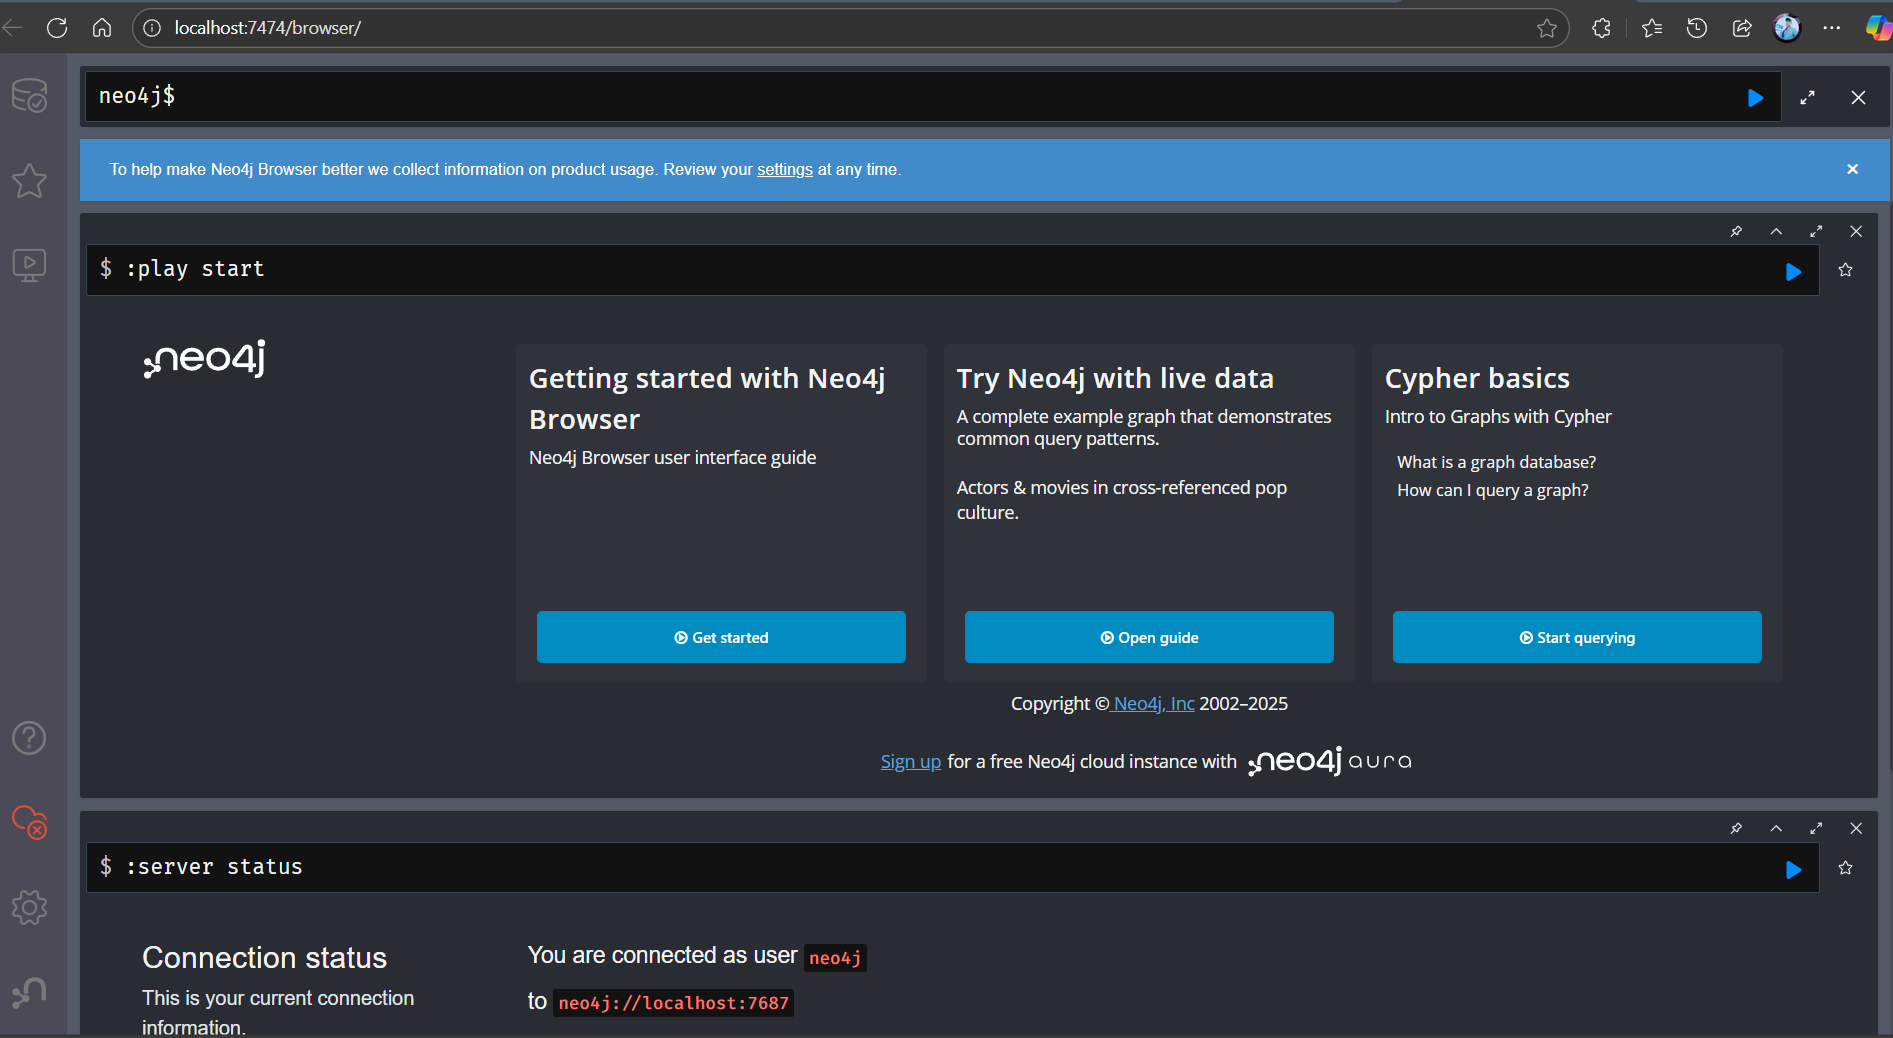 localhost:7474/browser/
neo4j$
To help make Neo4j Browser better we collect information on product usage. Review your settings at any time.
$ :play start
neo4j
Getting started with Neo4j
Browser
Neo4j Browser user interface guide
Get started
Try Neo4j with live data
A complete example graph that demonstrates
common query patterns.
Actors & movies in cross-referenced pop
culture.
Open guide
Cypher basics
Intro to Graphs with Cypher
What is a graph database?
How can I query a graph?
Start querying
Copyright © Neo4j, Inc 2002–2025
Sign up for a free Neo4j cloud instance with neo4j aura
$ :server status
Connection status
This is your current connection
information.
You are connected as user neo4j
to neo4j://localhost:7687